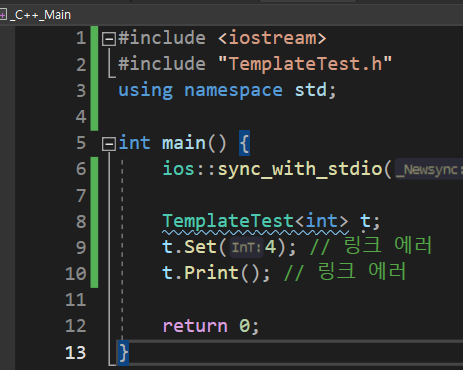 _C++_Main
1 #include <iostream>
2 #include "TemplateTest.h"
3 using namespace std;
4
5 int main() {
6 ios::sync_with_stdio(_Newsync:
7
8 TemplateTest<int> t;
9 t.Set(InT:4); // 링크 에러
10 t.Print(); // 링크 에러
11
12 return 0;
13 }